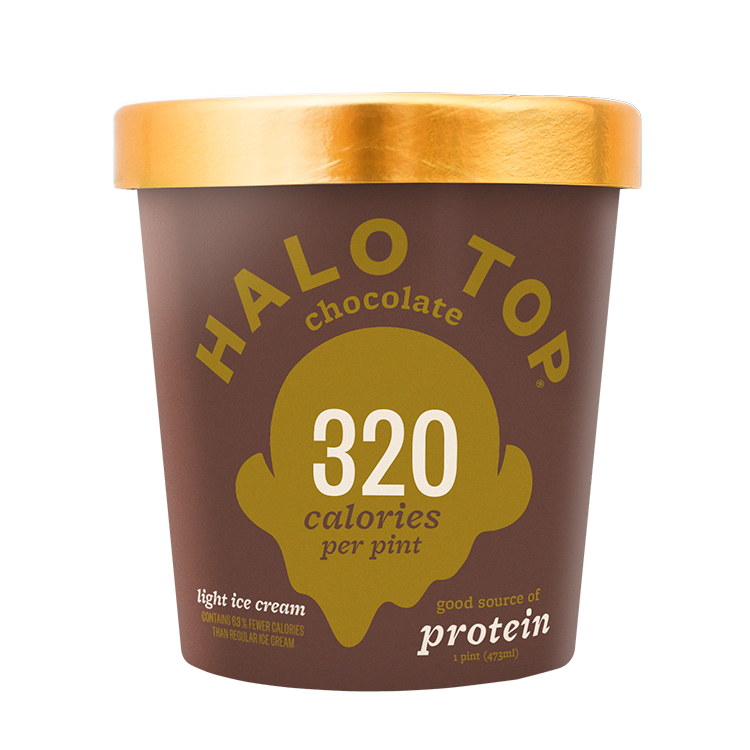 HALO TOP®
chocolate
320
calories
per pint
light ice cream
CONTAINS 63% FEWER CALORIES
THAN REGULAR ICE CREAM
good source of
protein
1 pint (473ml)